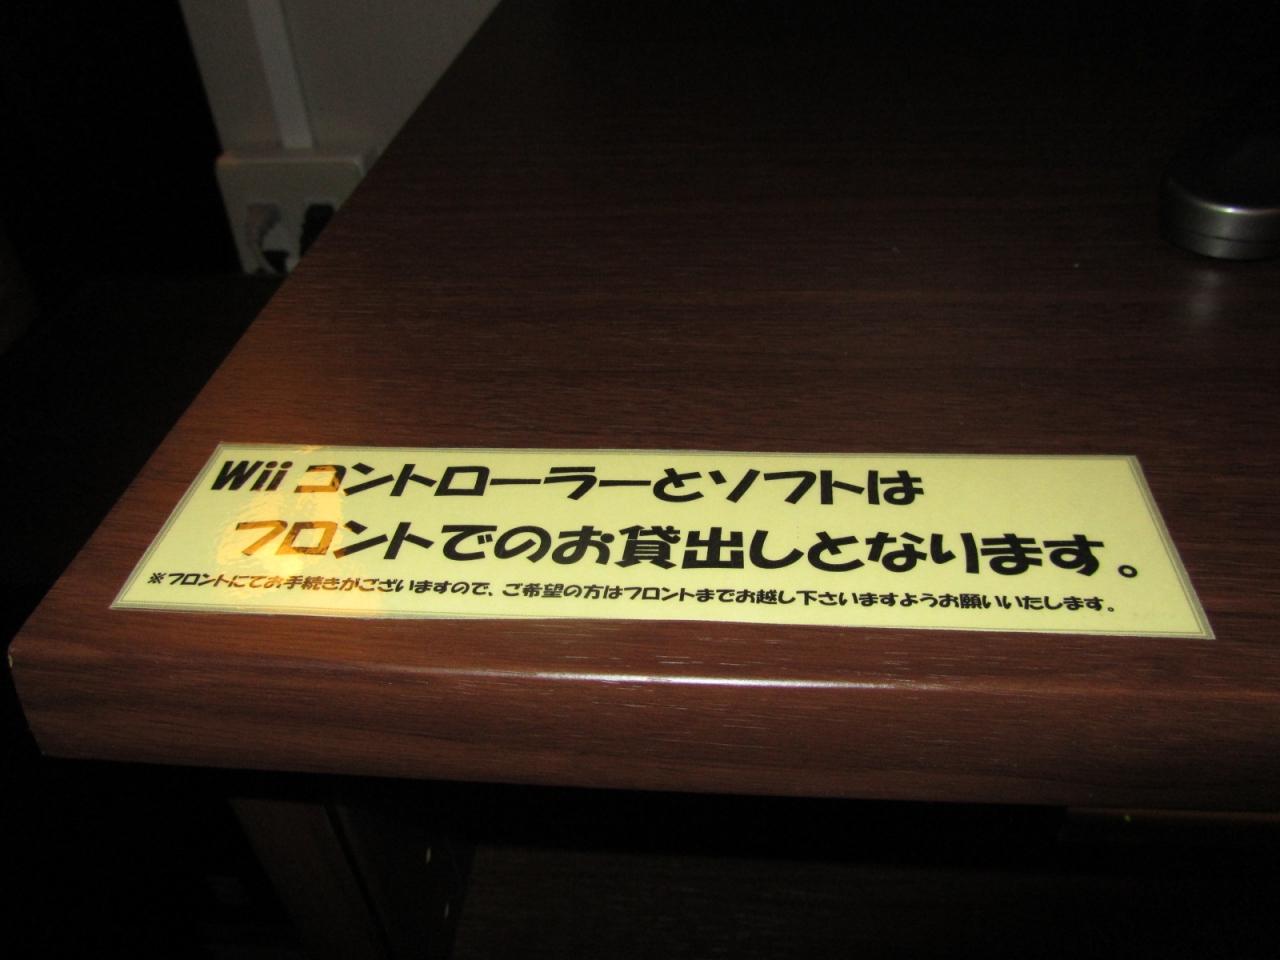 Wii コントローラーとソフトは
フロントでのお貸出しとなります。
※フロントにてお手続きがございますので、ご希望の方はフロントまでお越し下さいますようお願いいたします。